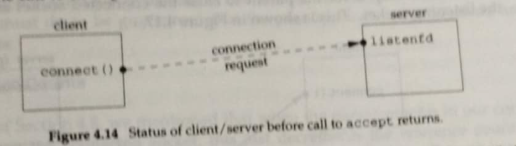 client
server
connect ()
connection
request
listenfd
Figure 4.14 Status of client/server before call to accept returns.